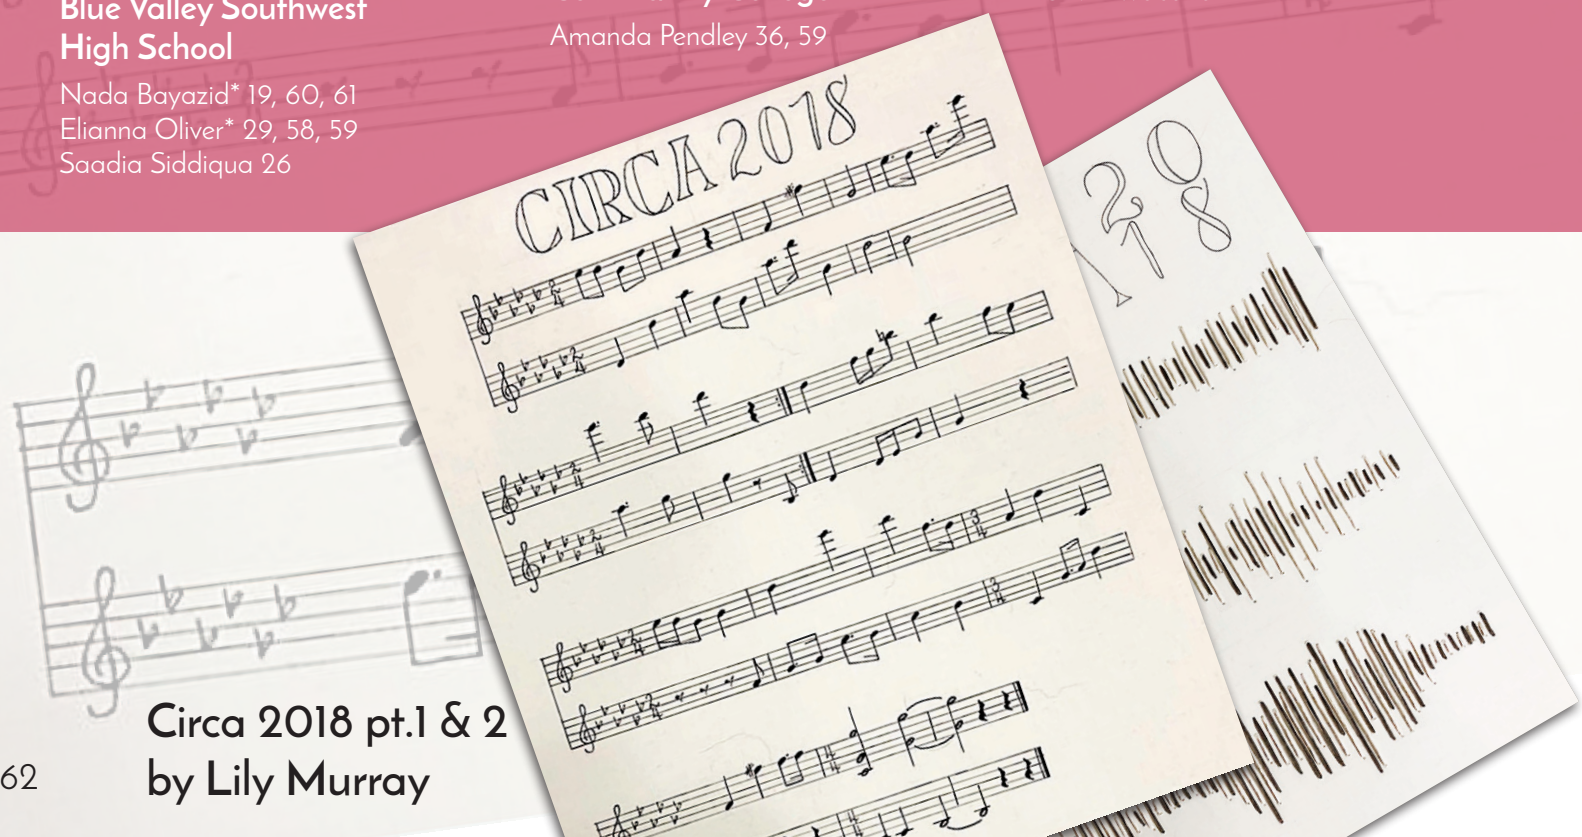 Blue Valley Southwest
High School
Nada Bayazid* 19, 60, 61
Elianna Oliver* 29, 58, 59
Saadia Siddiqua 26
Amanda Pendley 36, 59
CIRCA 2018
2018
Circa 2018 pt.1 & 2
by Lily Murray
62